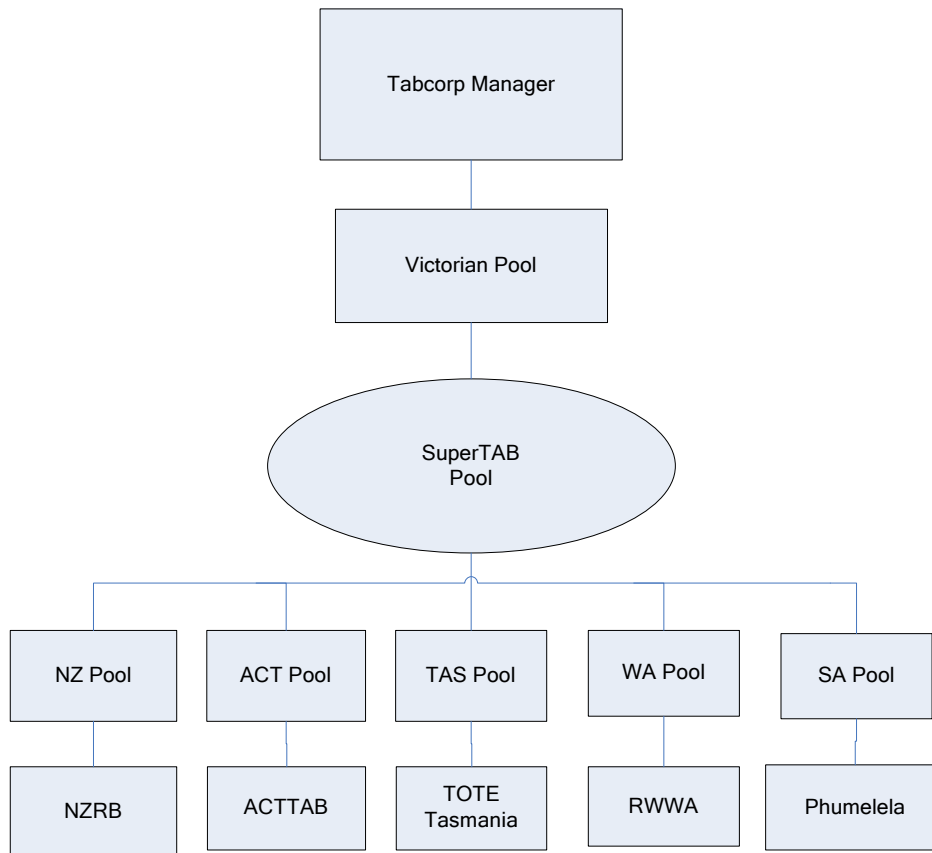 Tabcorp Manager
Victorian Pool
SuperTAB
Pool
NZ Pool
ACT Pool
TAS Pool
WA Pool
SA Pool
NZRB
ACTTAB
TOTE
Tasmania
RWWA
Phumelela